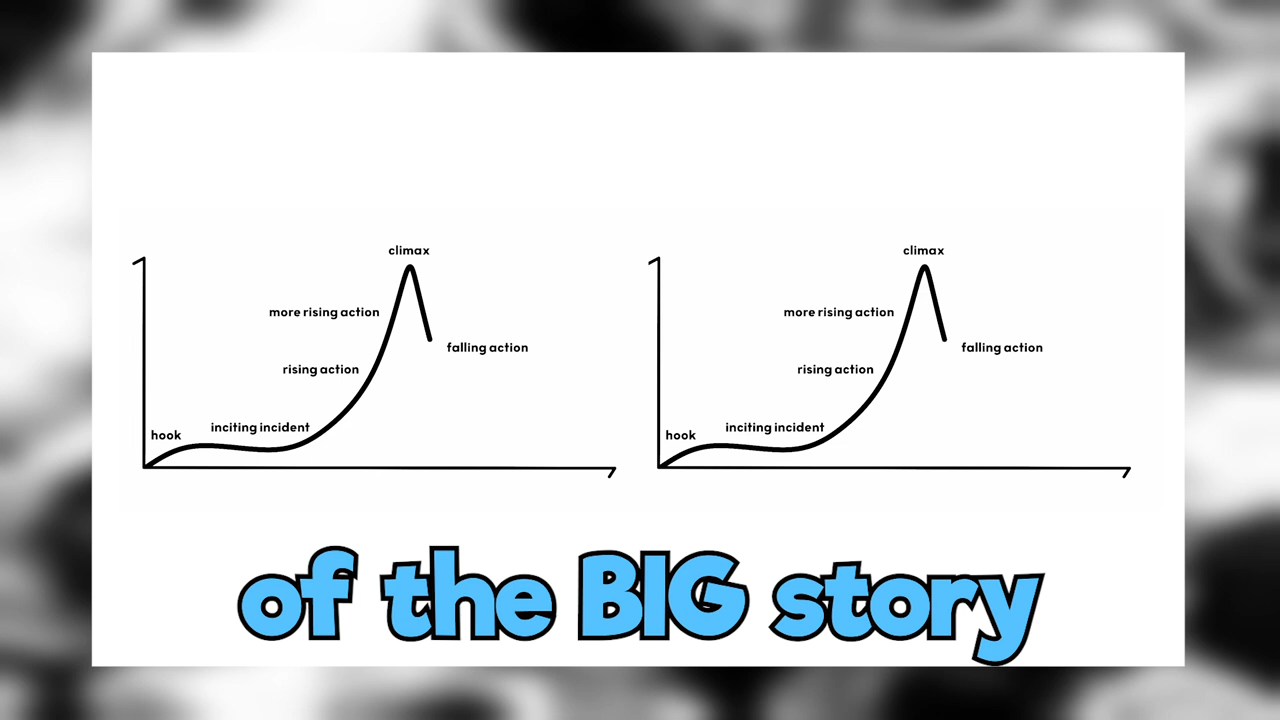 climax
more rising action
falling action
rising action
inciting incident
hook
climax
more rising action
falling action
rising action
inciting incident
hook
of the BIG story